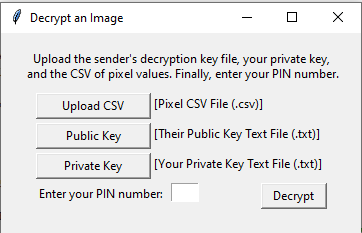 Decrypt an Image
Upload the sender's decryption key file, your private key,
and the CSV of pixel values. Finally, enter your PIN number.
Upload CSV [Pixel CSV File (.csv)]
Public Key [Their Public Key Text File (.txt)]
Private Key [Your Private Key Text File (.txt)]
Enter your PIN number: Decrypt